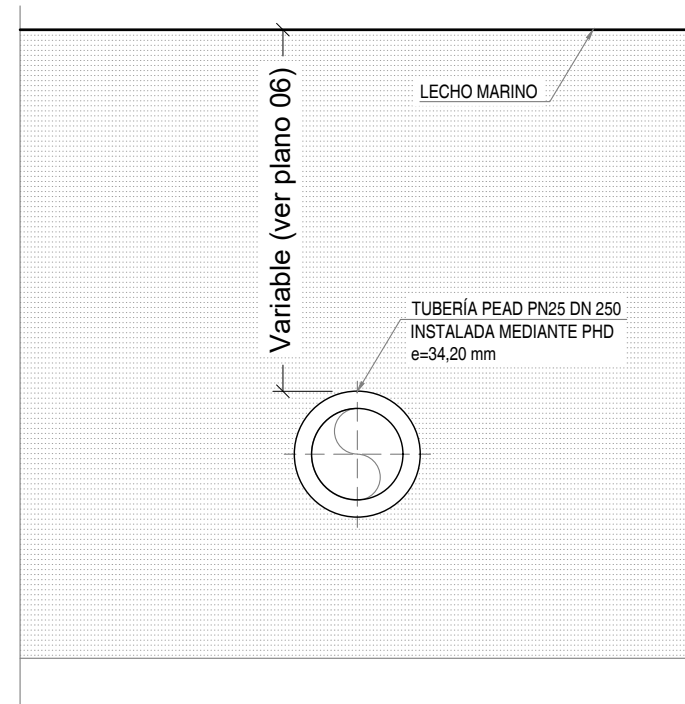 LECHO MARINO
Variable (ver plano 06)
TUBERÍA PEAD PN25 DN 250
INSTALADA MEDIANTE PHD
e=34,20 mm